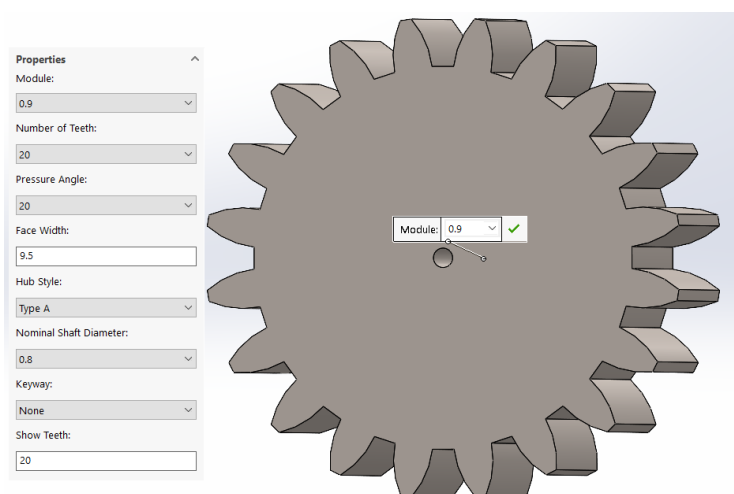 Properties
Module:
0.9
Number of Teeth:
20
Pressure Angle:
20
Face Width:
9.5
Hub Style:
Type A
Nominal Shaft Diameter:
0.8
Keyway:
None
Show Teeth:
20
Module: 0.9